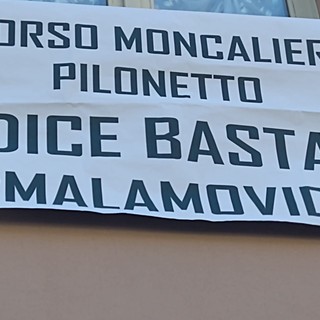 ORSO MONCALIER
PILONETTO
DICE BASTA
MALAMOVID